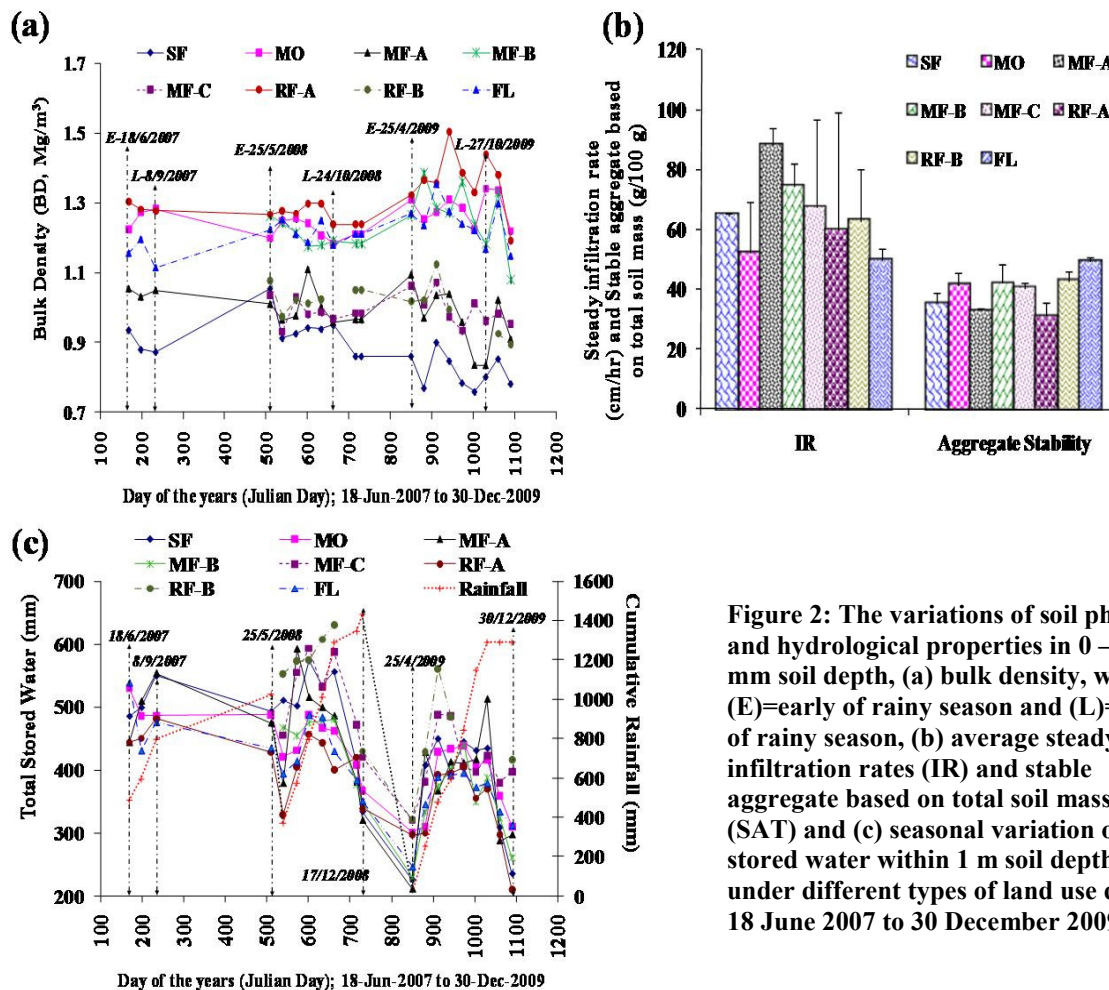 (a)
SF MO MF-A MF-B
MF-C RF-A RF-B FL
1.7
1.5
1.3
1.1
0.9
0.7
Bulk Density (BD, Mg/m³)
E-18/6/2007
L-8/9/2007
E-25/5/2008
L-24/10/2008
E-25/4/2009
L-27/10/2009
100 200 300 400 500 600 700 800 900 1000 1100 1200
Day of the years (Julian Day); 18-Jun-2007 to 30-Dec-2009
(b)
Steady infiltration rate
(cm/hr) and Stable aggregate based
on total soil mass (g/100 g)
120
100
80
60
40
20
0
SF MO MF-A
MF-B MF-C RF-A
RF-B FL
IR Aggregate Stability
(c)
SF MO MF-A
MF-B MF-C RF-A
RF-B FL Rainfall
700
600
500
400
300
200
Total Stored Water (mm)
18/6/2007
8/9/2007
25/5/2008
17/12/2008
25/4/2009
30/12/2009
1600
1400
1200
1000
800
600
400
200
0
Cumulative Rainfall (mm)
0 100 200 300 400 500 600 700 800 900 1000 1100 1200
Day of the years (Julian Day); 18-Jun-2007 to 30-Dec-2009
Figure 2: The variations of soil ph
and hydrological properties in 0 –
mm soil depth, (a) bulk density, w
(E)=early of rainy season and (L)=
of rainy season, (b) average steady
infiltration rates (IR) and stable
aggregate based on total soil mass
(SAT) and (c) seasonal variation o
stored water within 1 m soil depth
under different types of land use
18 June 2007 to 30 December 2009